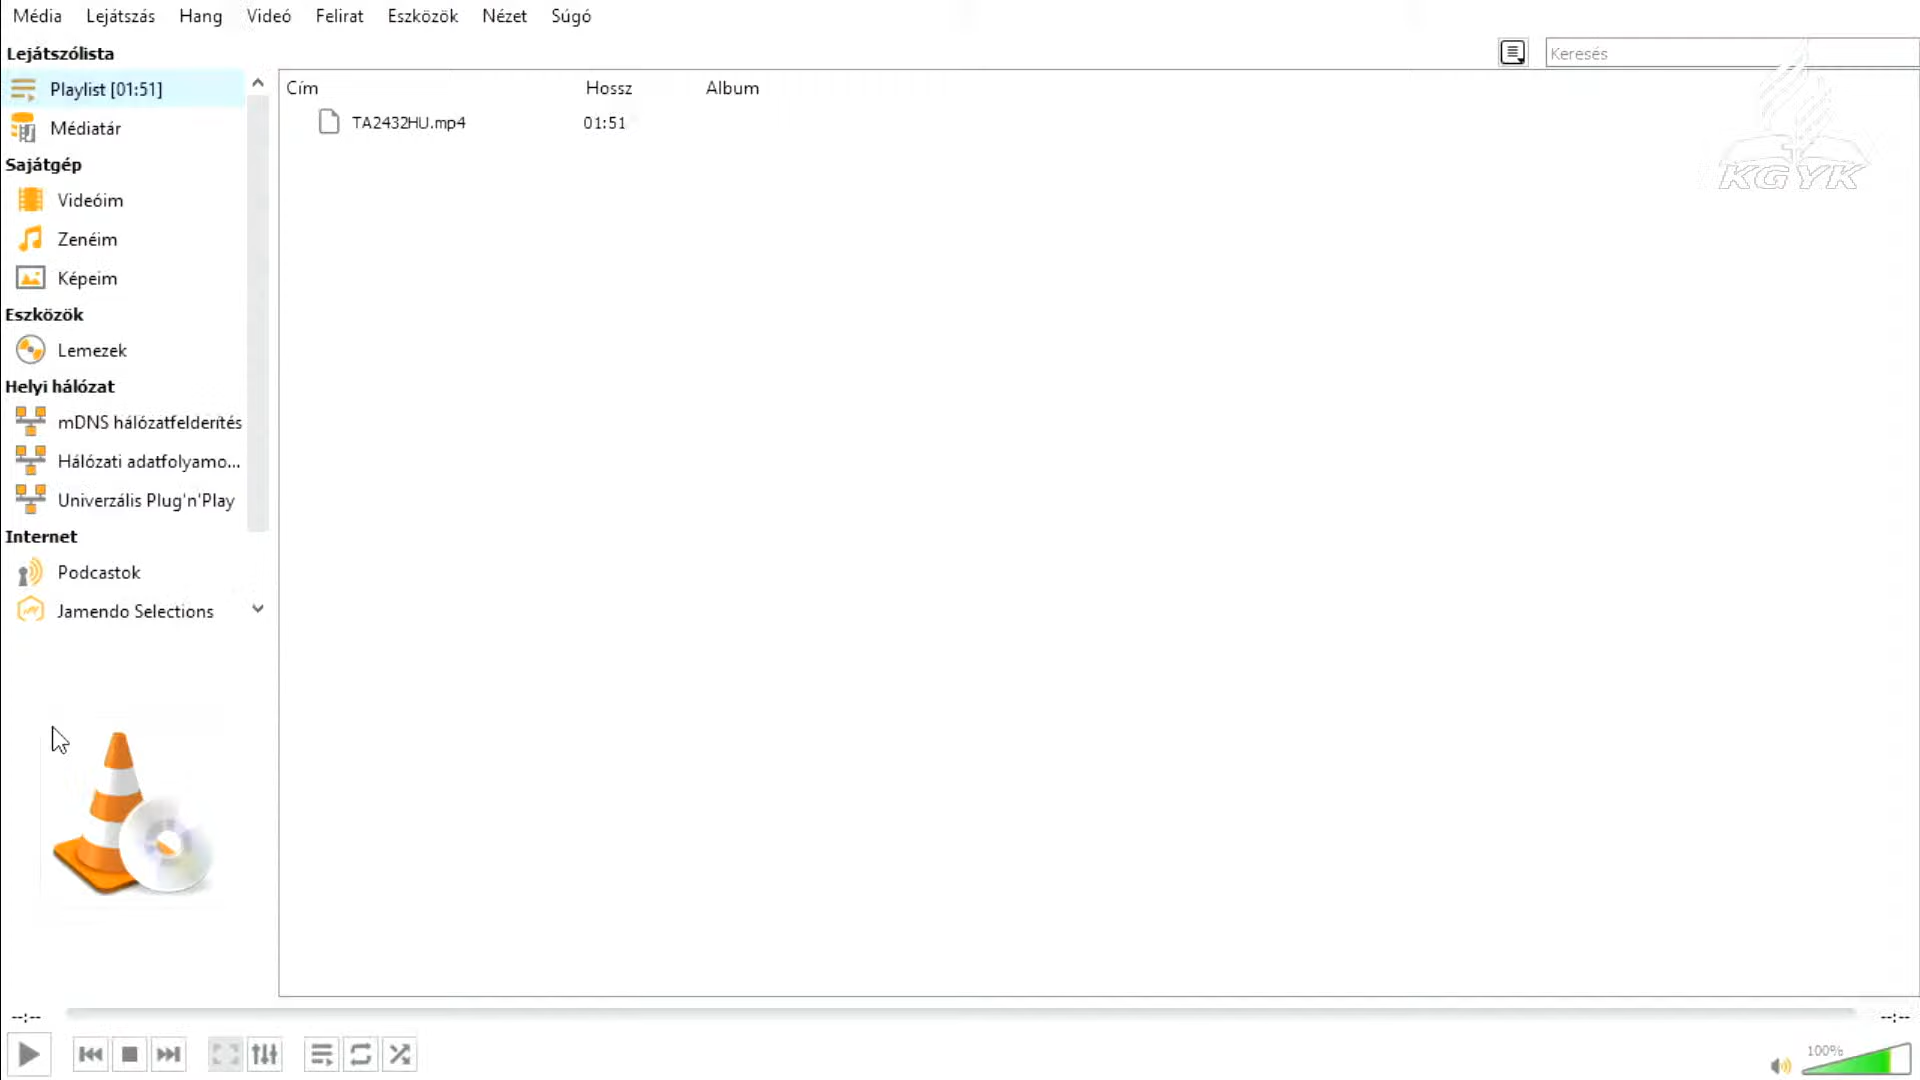 Média Lejátszás Hang Videó Felirat Eszközök Nézet Súgó
Lejátszólista
Keresés
Playlist [01:51]
Cím Hossz Album
TA2432HU.mp4 01:51
KGYK
Médiatár
Sajátgép
Videóim
Zenéim
Képeim
Eszközök
Lemezek
Helyi hálózat
mDNS hálózatfelderítés
Hálózati adatfolyamo...
Univerzális Plug'n'Play
Internet
Podcastok
Jamendo Selections
--:-- --:--
100%